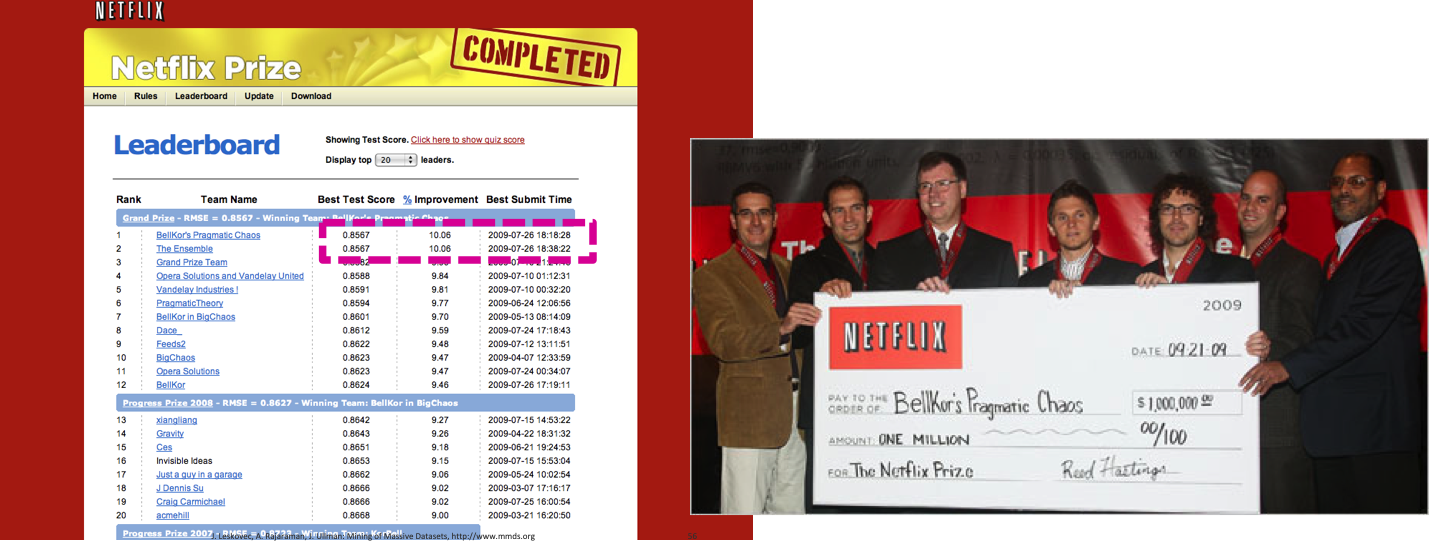 NETFLIX
Netflix Prize
COMPLETED
Home Rules Leaderboard Update Download
Leaderboard
Showing Test Score. Click here to show quiz score
Display top 20 leaders.
Rank Team Name Best Test Score % Improvement Best Submit Time
Grand Prize - RMSE = 0.8567 - Winning Team: BellKor's Pragmatic Chaos
1 BellKor's Pragmatic Chaos 0.8567 10.06 2009-07-26 18:18:28
2 The Ensemble 0.8567 10.06 2009-07-26 18:38:22
3 Grand Prize Team
4 Opera Solutions and Vandelay United 0.8588 9.84 2009-07-10 01:12:31
5 Vandelay Industries ! 0.8591 9.81 2009-07-10 00:32:20
6 PragmaticTheory 0.8594 9.77 2009-06-24 12:06:56
7 BellKor in BigChaos 0.8601 9.70 2009-05-13 08:14:09
8 Dace_ 0.8612 9.59 2009-07-24 17:18:43
9 Feeds2 0.8622 9.48 2009-07-12 13:11:51
10 BigChaos 0.8623 9.47 2009-04-07 12:33:59
11 Opera Solutions 0.8623 9.47 2009-07-24 00:34:07
12 BellKor 0.8624 9.46 2009-07-26 17:19:11
Progress Prize 2008 - RMSE = 0.8627 - Winning Team: BellKor in BigChaos
13 xiangliang 0.8642 9.27 2009-07-15 14:53:22
14 Gravity 0.8643 9.26 2009-04-22 18:31:32
15 Ces 0.8651 9.18 2009-06-21 19:24:53
16 Invisible Ideas 0.8653 9.15 2009-07-15 15:53:04
17 Just a guy in a garage 0.8662 9.06 2009-05-24 10:02:54
18 J Dennis Su 0.8666 9.02 2009-03-07 17:16:17
19 Craig Carmichael 0.8666 9.02 2009-07-25 16:00:54
20 acmehill 0.8668 9.00 2009-03-21 16:20:50
Progress Prize 2007
J. Leskovec, A. Rajaraman, J. Ullman: Mining of Massive Datasets, http://www.mmds.org
2009
NETFLIX
DATE: 09·21·09
PAY TO THE
ORDER OF: BellKor's Pragmatic Chaos $ 1,000,000 00
AMOUNT: ONE MILLION 00/100
FOR The Netflix Prize Reed Hastings